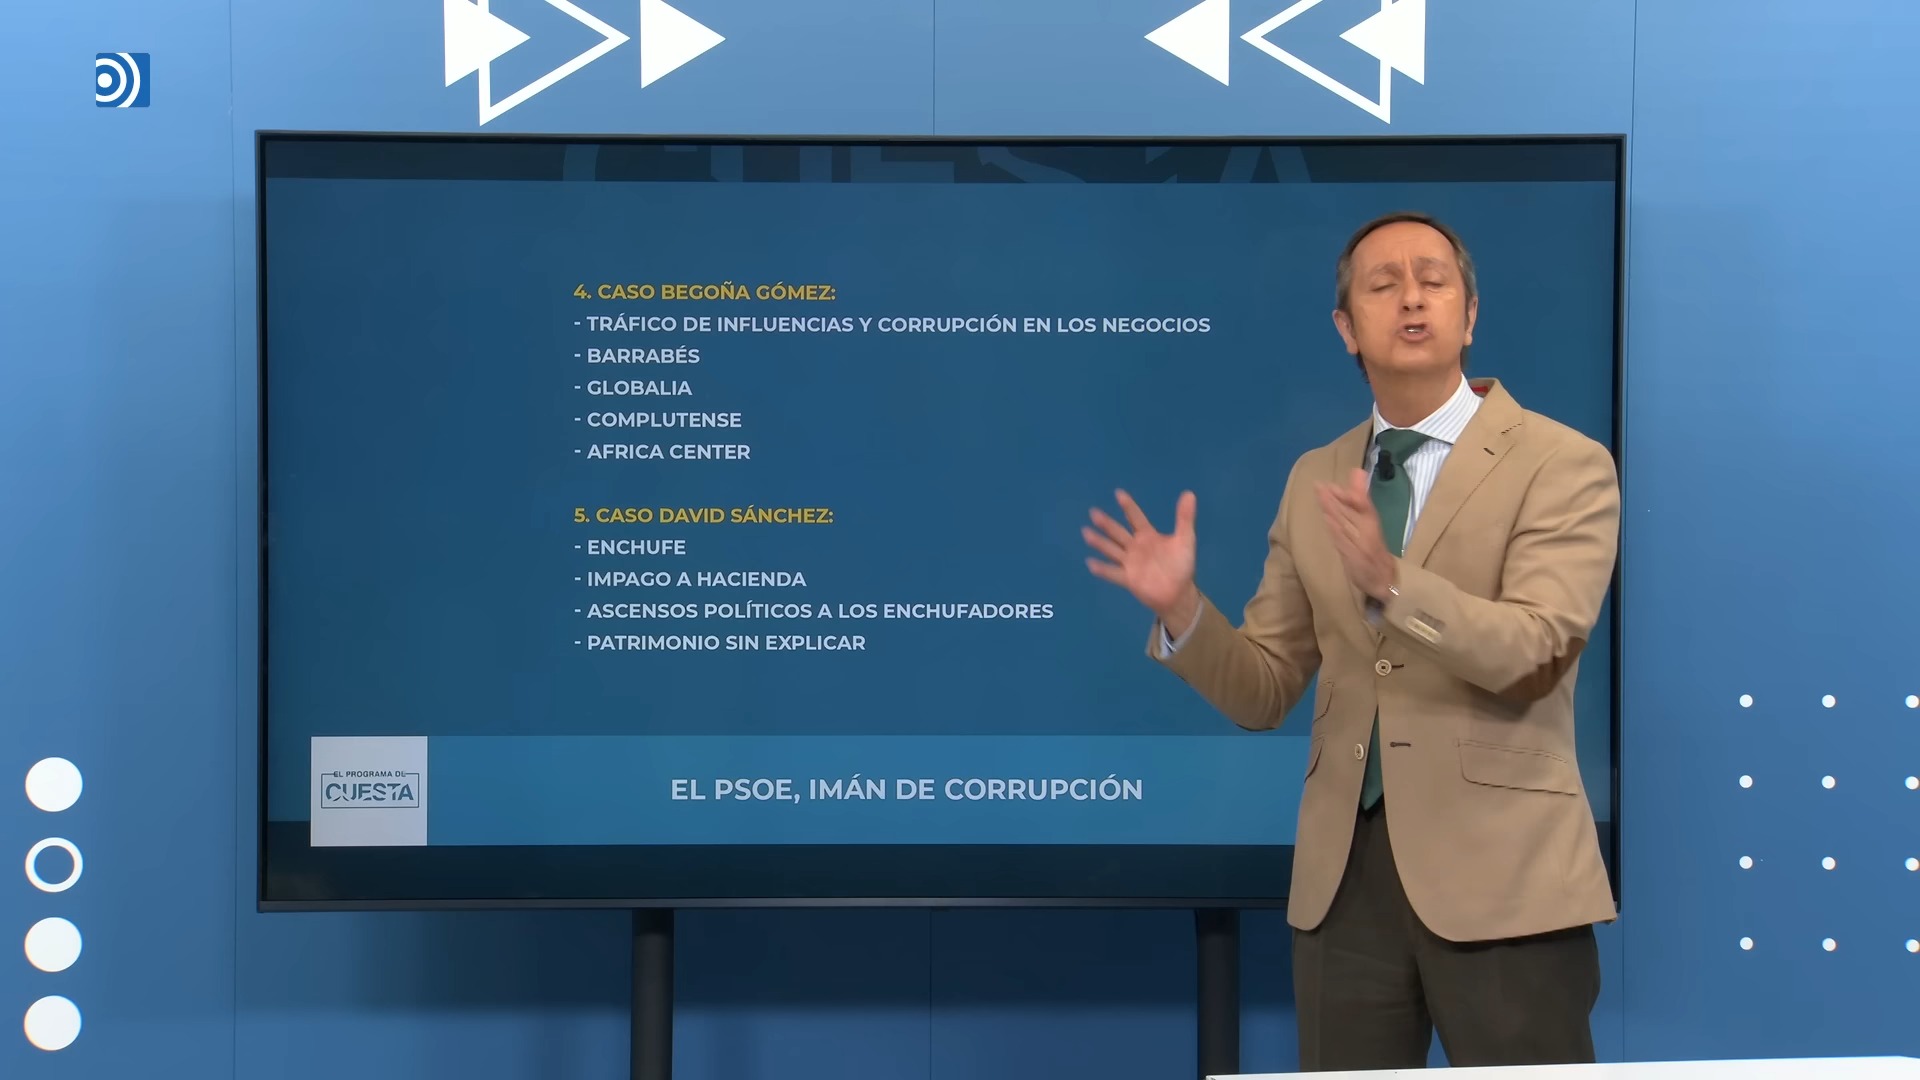 CUESTA
4. CASO BEGOÑA GÓMEZ:
- TRÁFICO DE INFLUENCIAS Y CORRUPCIÓN EN LOS NEGOCIOS
- BARRABÉS
- GLOBALIA
- COMPLUTENSE
- AFRICA CENTER
5. CASO DAVID SÁNCHEZ:
- ENCHUFE
- IMPAGO A HACIENDA
- ASCENSOS POLÍTICOS A LOS ENCHUFADORES
- PATRIMONIO SIN EXPLICAR
EL PROGRAMA DE
CUESTA
EL PSOE, IMÁN DE CORRUPCIÓN